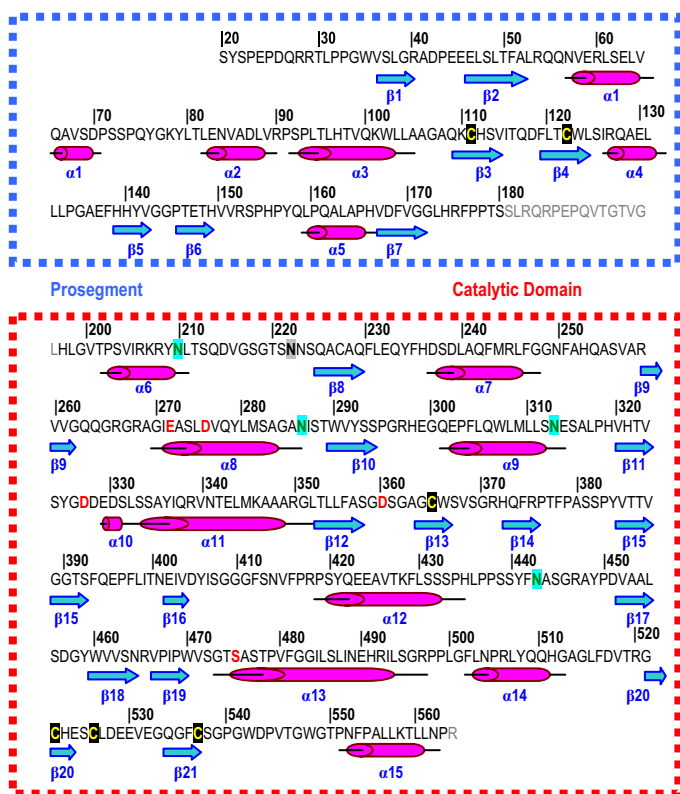 |20 |30 |40 |50 |60
SYSPEPDQRRTLPPGWVSLGRADPEEELSLTFALRQQNVERLSELV
β1 β2 α1
|70 |80 |90 |100 |110 |120 |130
QAVSDPSSPQYGKYLTLENVADLVRPSPLTLHTVQKWLLAAGAQKCHSVITQDFLTCWLSIRQAEL
α1 α2 α3 β3 β4 α4
|140 |150 |160 |170 |180
LLPGAEFHHYVGGPTETHVVRSPHPYQLPQALAPHVDFVGGLHRFPPTSSLRQRPEPQVTGTVG
β5 β6 α5 β7
Prosegment Catalytic Domain
|200 |210 |220 |230 |240 |250
LHLGVTPSVIRKRYNLTSQDVGSGTSNNSQACAQFLEQYFHDSDLAQFMRLFGGNFAHQASVAR
α6 β8 α7 β9
|260 |270 |280 |290 |300 |310 |320
VVGQQGRGRAGIEASLDVQYLMSAGANISTWVYSSPGRHEGQEPFLQWLMLLSNESALPHVHTV
β9 α8 β10 α9 β11
|330 |340 |350 |360 |370 |380
SYGDDEDSLSSAYIQRVNTELMKAAARGLTLLFASGDSGAGCWSVSGRHQFRPTFPASSPYVTTV
α10 α11 β12 β13 β14 β15
|390 |400 |410 |420 |430 |440 |450
GGTSFQEPFLITNEIVDYISGGGFSNVFPRPSYQEEAVTKFLSSSPHLPPSSYFNASGRAYPDVAAL
β15 β16 α12 β17
|460 |470 |480 |490 |500 |510 |520
SDGYWVVSNRVPIPWVSGTSASTPVFGGILSLINEHRILSGRPPLGFLNPRLYQQHGAGLFDVTRG
β18 β19 α13 α14 β20
|530 |540 |550 |560
CHESCLDEEVEGQGFCSGPGWDPVTGWGTPNFPALLKTLLNPR
β20 β21 α15